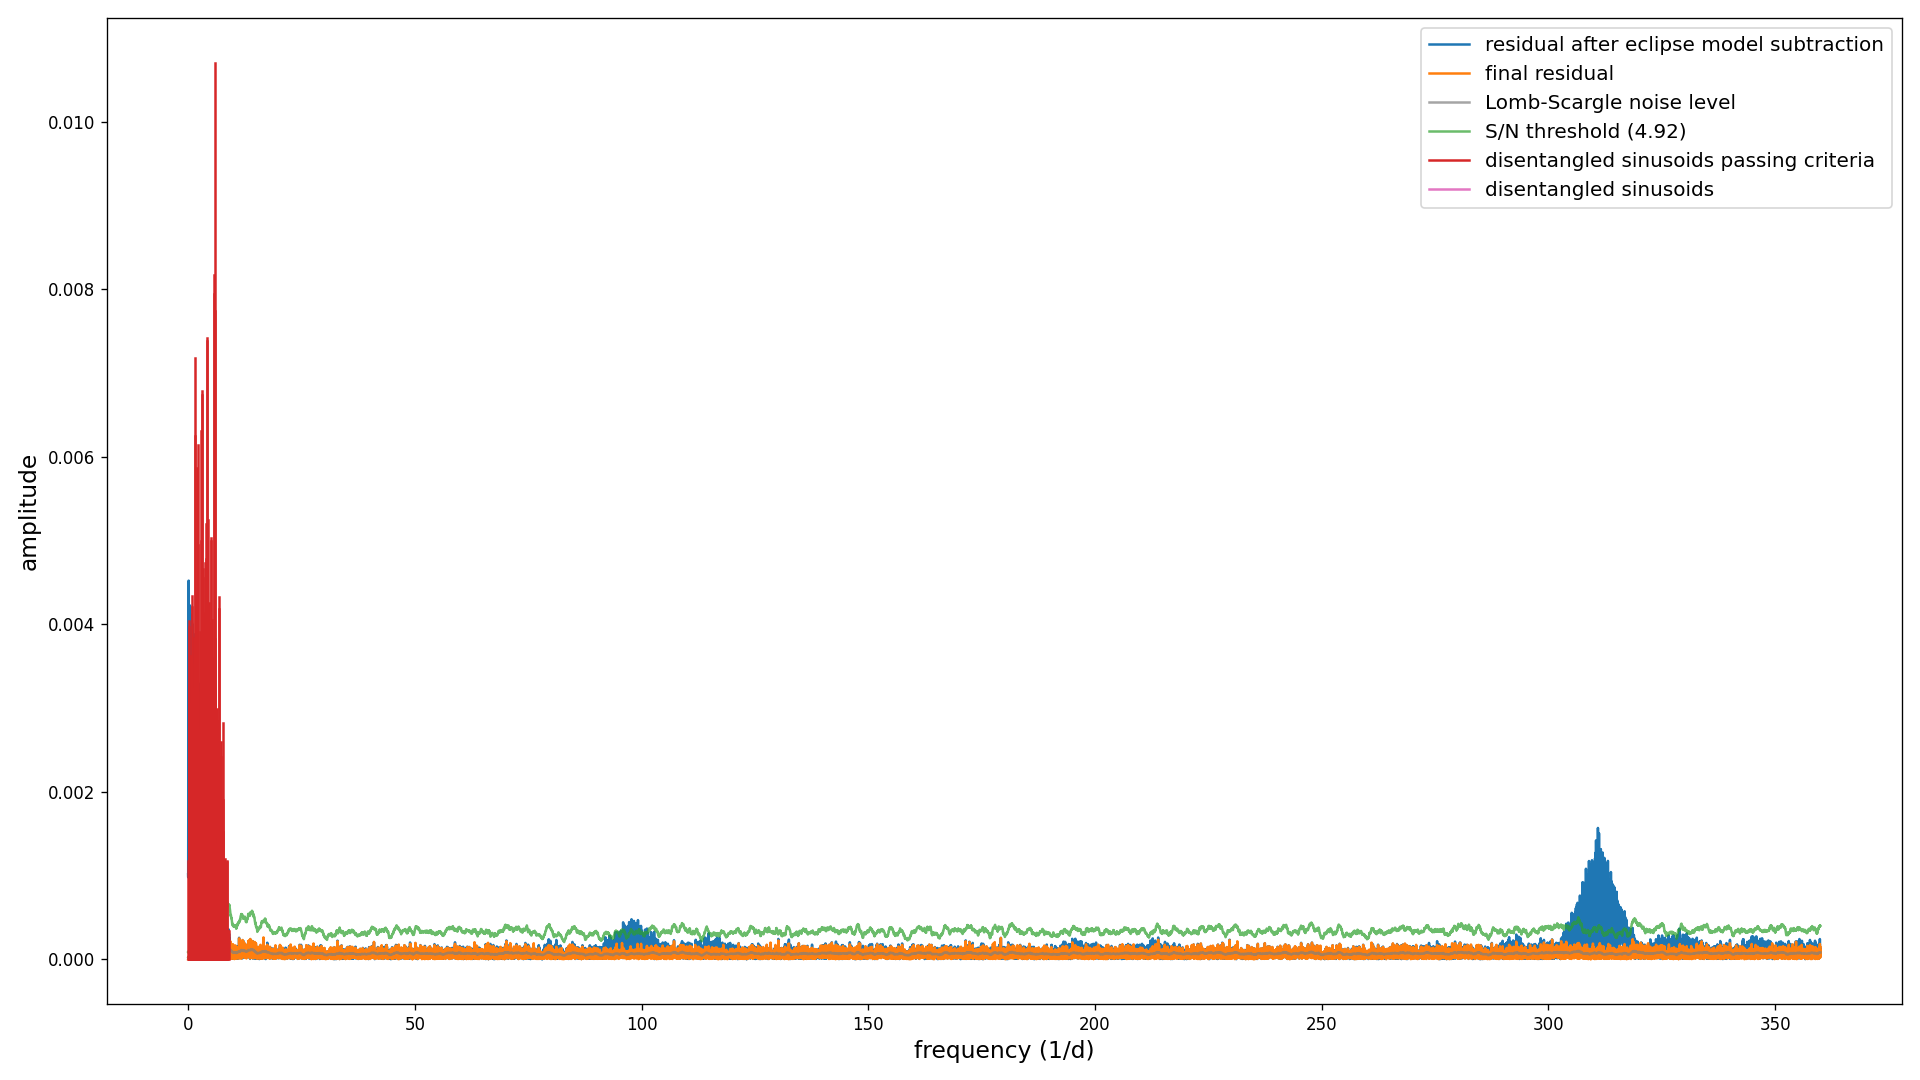 residual after eclipse model subtraction
final residual
Lomb-Scargle noise level
S/N threshold (4.92)
disentangled sinusoids passing criteria
disentangled sinusoids
0.010
0.008
0.006
0.004
0.002
0.000
amplitude
0 50 100 150 200 250 300 350
frequency (1/d)